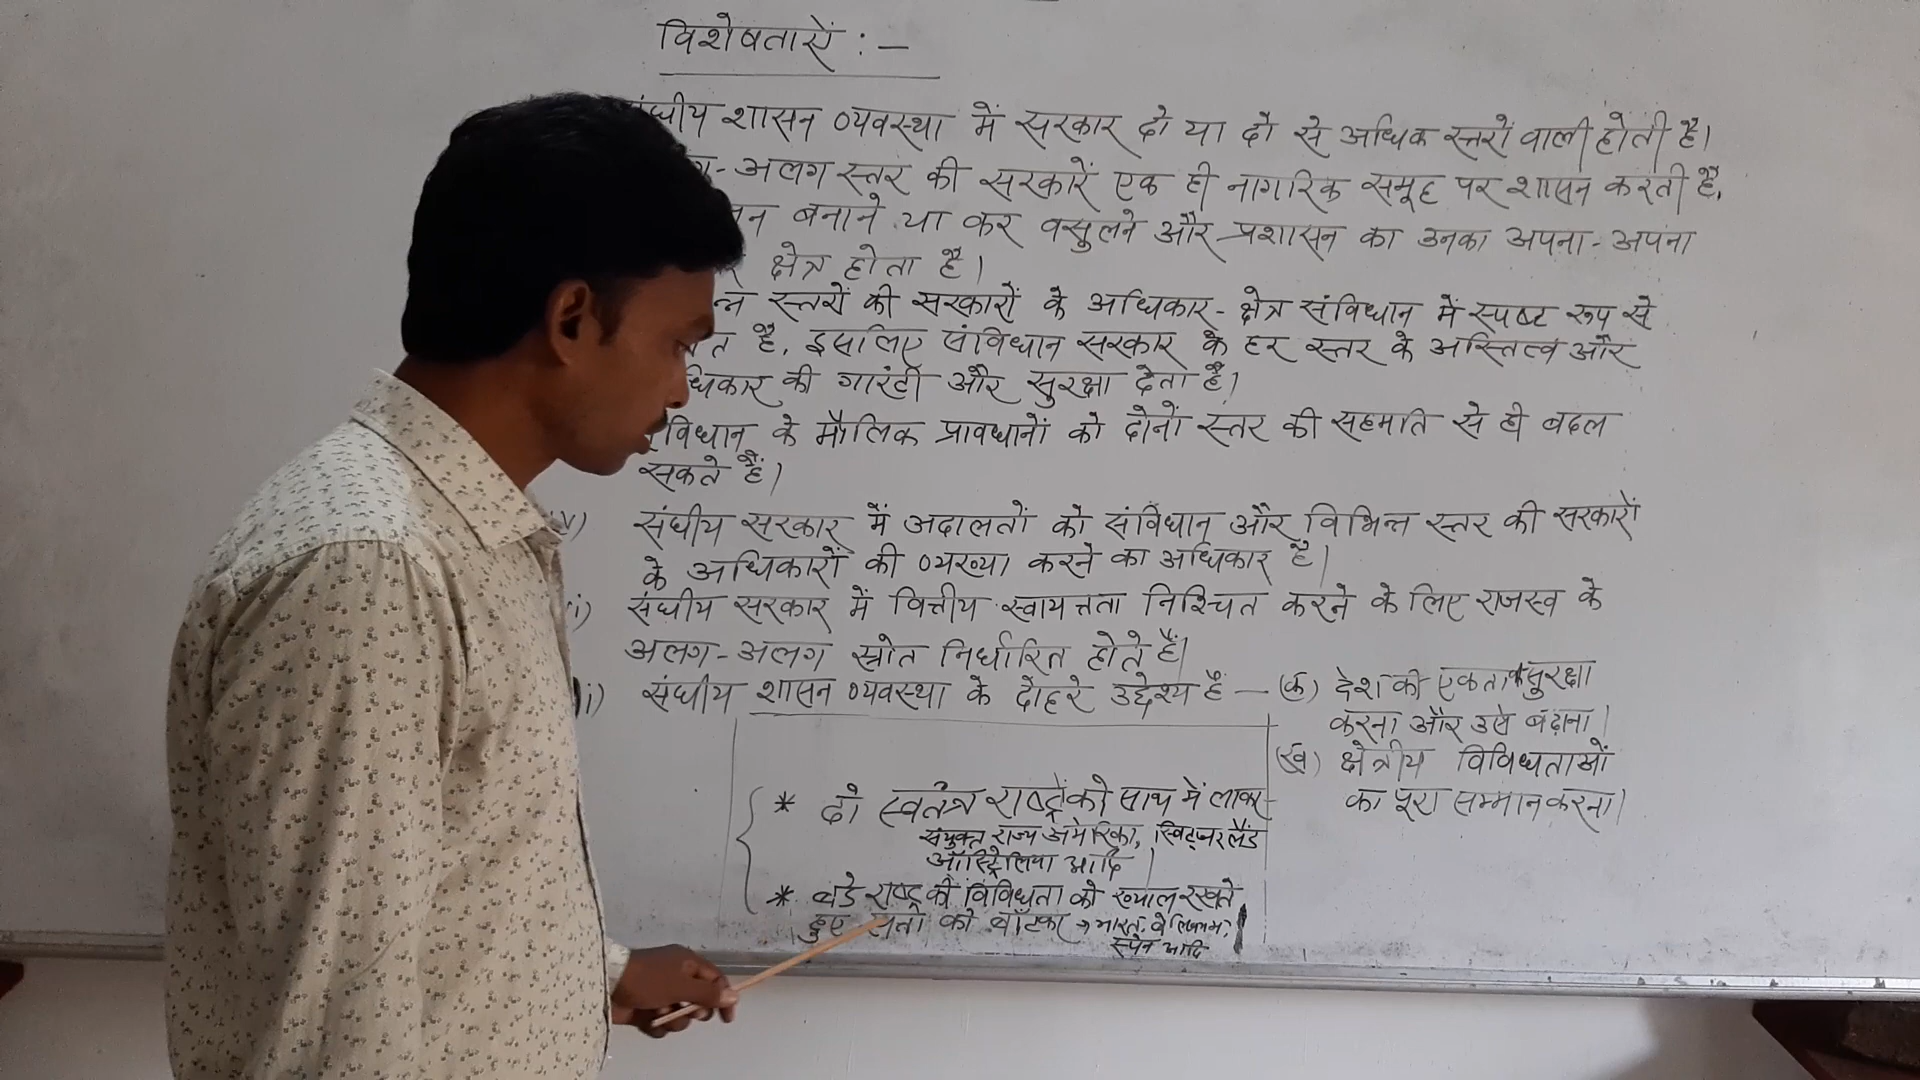 विशेषताऐं : —
संघीय शासन व्यवस्था में सरकार दो या दो से अधिक स्तरों वाली होती है।
-अलग स्तर की सरकारें एक ही नागरिक समूह पर शासन करती है,
बनाने या कर वसुलने और प्रशासन का उनका अपना-अपना
क्षेत्र होता है।
स्तरों की सरकारों के अधिकार-क्षेत्र संविधान में स्पष्ट रूप से
है, इसलिए संविधान सरकार के हर स्तर के अस्तित्व और
धिकार की गारंटी और सुरक्षा देता है।
विधान के मौलिक प्रावधानों को दोनों स्तर की सहमति से ही बदल
सकते हैं।
v) संघीय सरकार में अदालतों को संविधान और विभिन्न स्तर की सरकारों
के अधिकारों की व्यख्या करने का अधिकार है।
i) संघीय सरकार में वित्तीय स्वायत्तता निश्चित करने के लिए राजस्व के
अलग-अलग स्रोत निर्धारित होते हैं।
i) संघीय शासन व्यवस्था के दोहरे उद्देश्य हैं — (क) देश की एकता सुरक्षा
करना और उसे बढ़ाना।
(ख) क्षेत्रीय विविधताओं
का पूरा सम्मान करना।
* दो स्वतंत्र राष्ट्रों को साथ में लाकर-
संयुक्त राज्य अमेरिका, स्विट्जरलैंड
ऑस्ट्रेलिया आदि।
* बडे राष्ट्र की विविधता को ख्याल रखते
हुए सत्ता को बाँटकर → भारत, बेल्जियम,
स्पेन आदि